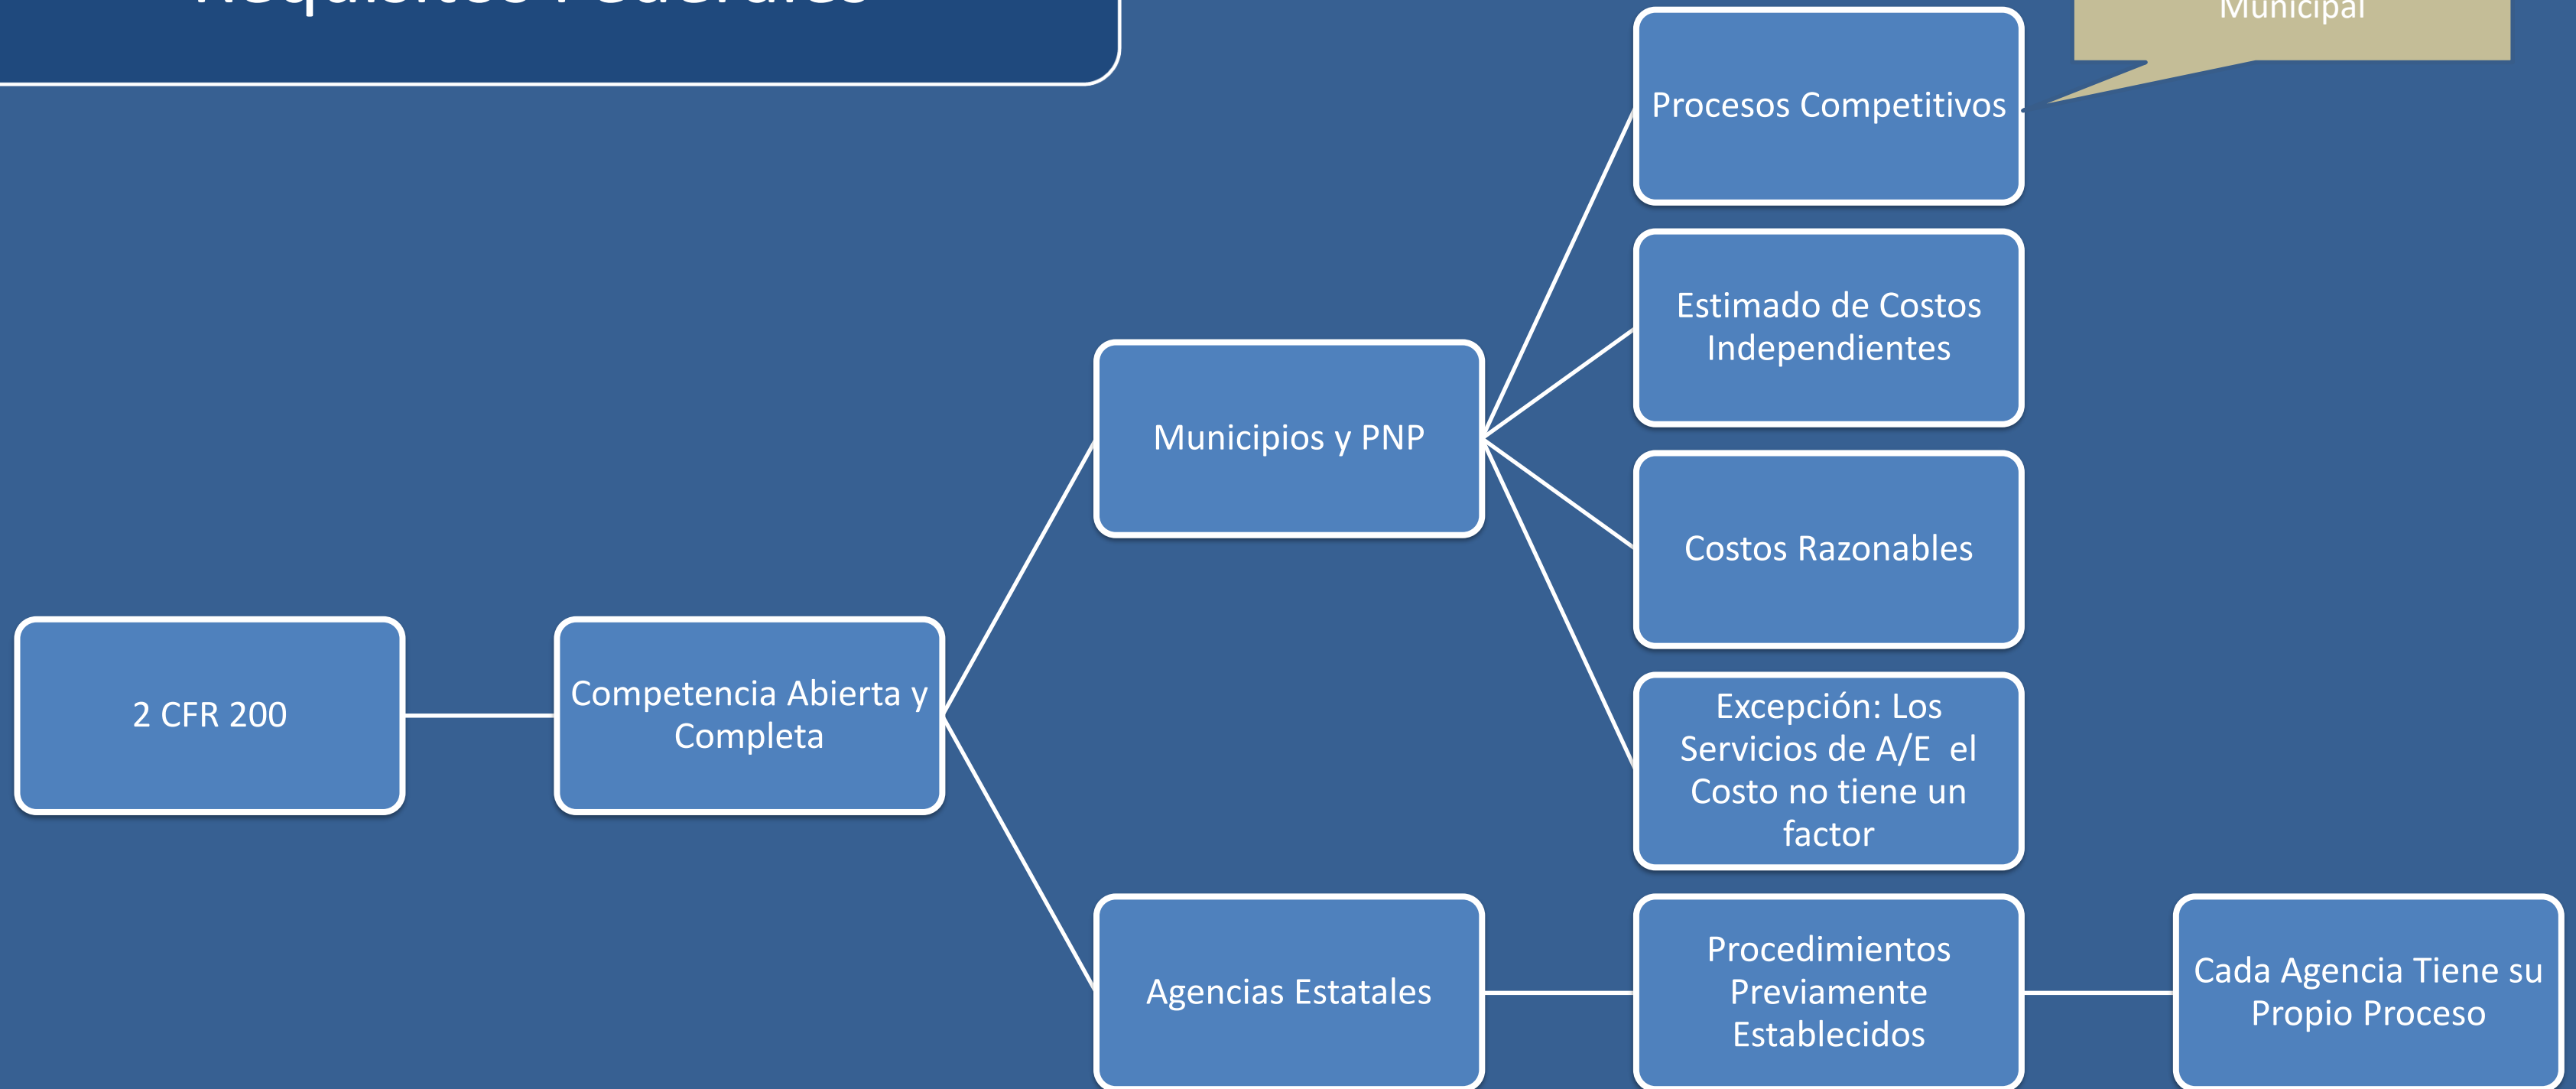 Requisitos Federales
Municipal
Procesos Competitivos
Estimado de Costos
Independientes
Municipios y PNP
Costos Razonables
2 CFR 200
Competencia Abierta y
Completa
Excepción: Los
Servicios de A/E  el
Costo no tiene un
factor
Agencias Estatales
Procedimientos
Previamente
Establecidos
Cada Agencia Tiene su
Propio Proceso